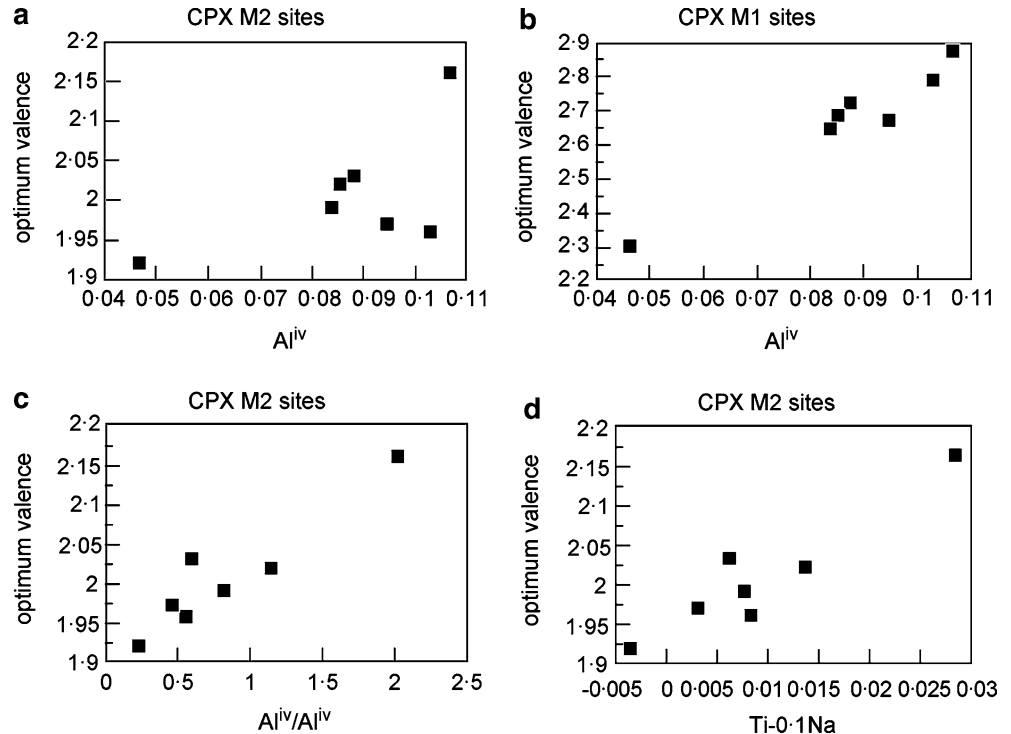 a
CPX M2 sites
optimum valence
2·2
2·15
2·1
2·05
2
1·95
1·9
0·04 0·05 0·06 0·07 0·08 0·09 0·1 0·11
Al^iv
b
CPX M1 sites
optimum valence
2·9
2·8
2·7
2·6
2·5
2·4
2·3
2·2
0·04 0·05 0·06 0·07 0·08 0·09 0·1 0·11
Al^iv
c
CPX M2 sites
optimum valence
2·2
2·15
2·1
2·05
2
1·95
1·9
0 0·5 1 1·5 2 2·5
Al^iv/Al^iv
d
CPX M2 sites
optimum valence
2·2
2·15
2·1
2·05
2
1·95
1·9
-0·005 0 0·005 0·01 0·015 0·02 0·025 0·03
Ti-0·1Na